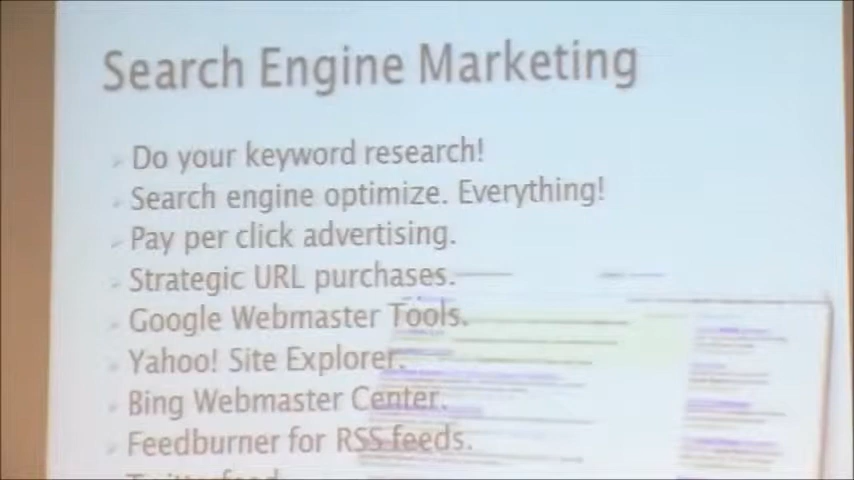 Search Engine Marketing
Do your keyword research!
Search engine optimize. Everything!
Pay per click advertising.
Strategic URL purchases.
Google Webmaster Tools.
Yahoo! Site Explorer.
Bing Webmaster Center.
Feedburner for RSS feeds.